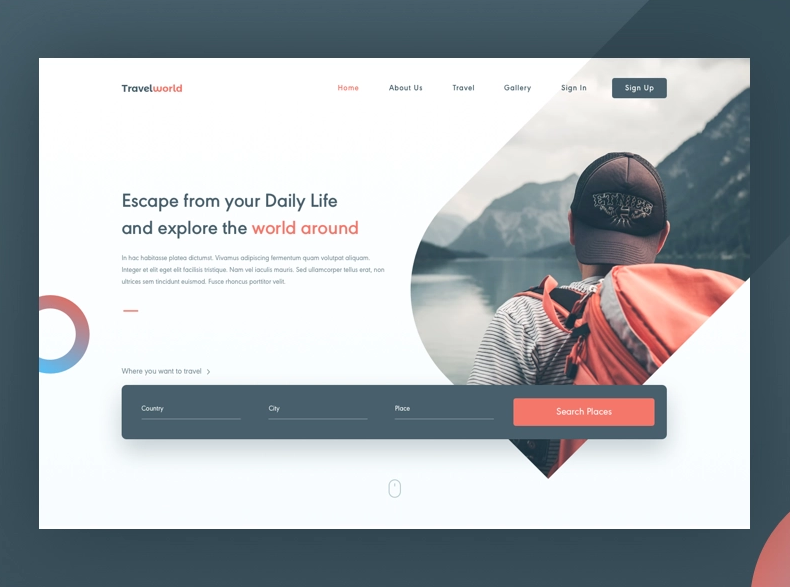 Travelworld
Home About Us Travel Gallery Sign In Sign Up
Escape from your Daily Life
and explore the world around
In hac habitasse platea dictumst. Vivamus adipiscing fermentum quam volutpat aliquam.
Integer et elit eget elit facilisis tristique. Nam vel iaculis mauris. Sed ullamcorper tellus erat, non
ultrices sem tincidunt euismod. Fusce rhoncus porttitor velit.
Where you want to travel >
Country City Place Search Places
ETNIES